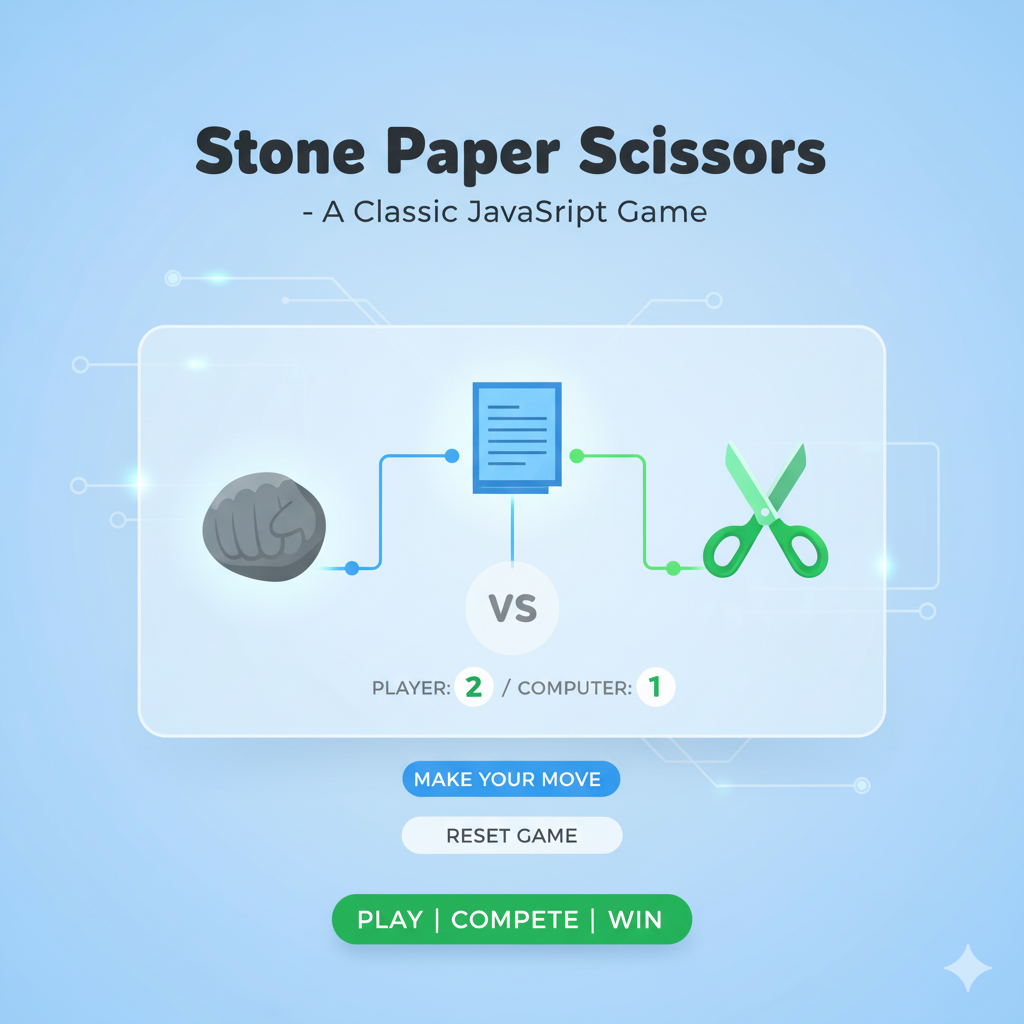 Stone Paper Scissors
- A Classic JavaSript Game
VS
PLAYER: 2 / COMPUTER: 1
MAKE YOUR MOVE
RESET GAME
PLAY | COMPETE | WIN